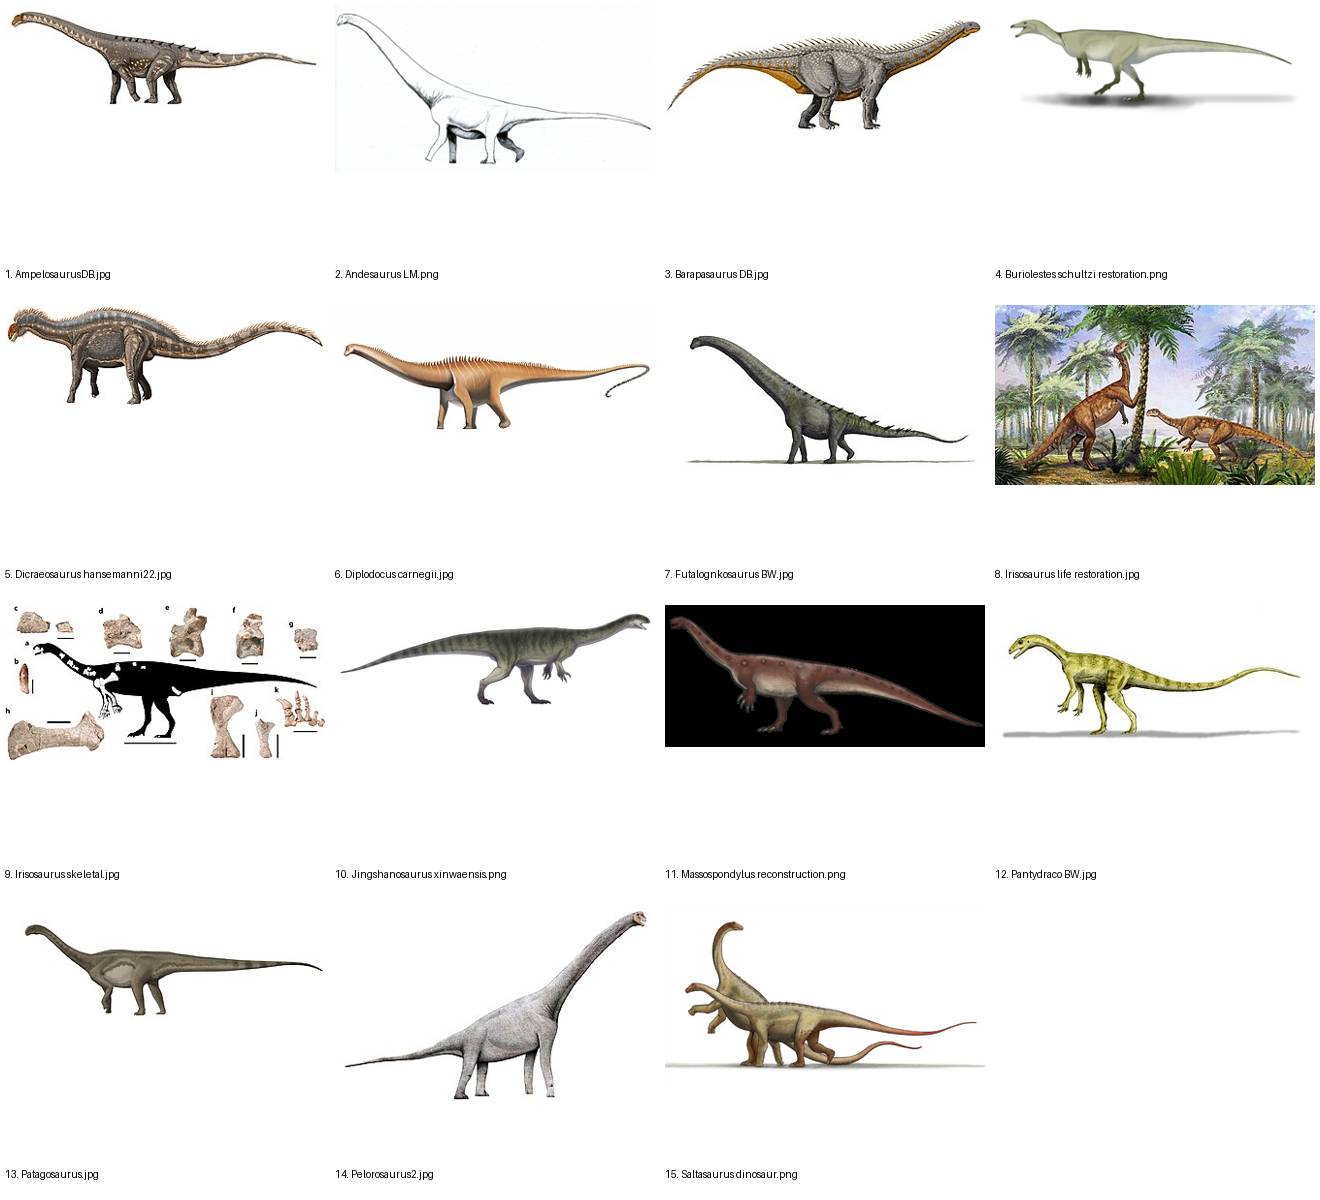 1. AmpelosaurusDB.jpg
2. Andesaurus LM.png
3. Barapasaurus DB.jpg
4. Buriolestes schultzi restoration.png
5. Dicraeosaurus hansemanni22.jpg
6. Diplodocus carnegii.jpg
7. Futalognkosaurus BW.jpg
8. Irisosaurus life restoration.jpg
c
d
e
f
g
a
b
h
i
j
k
9. Irisosaurus skeletal.jpg
10. Jingshanosaurus xinwaensis.png
11. Massospondylus reconstruction.png
12. Pantydraco BW.jpg
13. Patagosaurus.jpg
14. Pelorosaurus2.jpg
15. Saltasaurus dinosaur.png